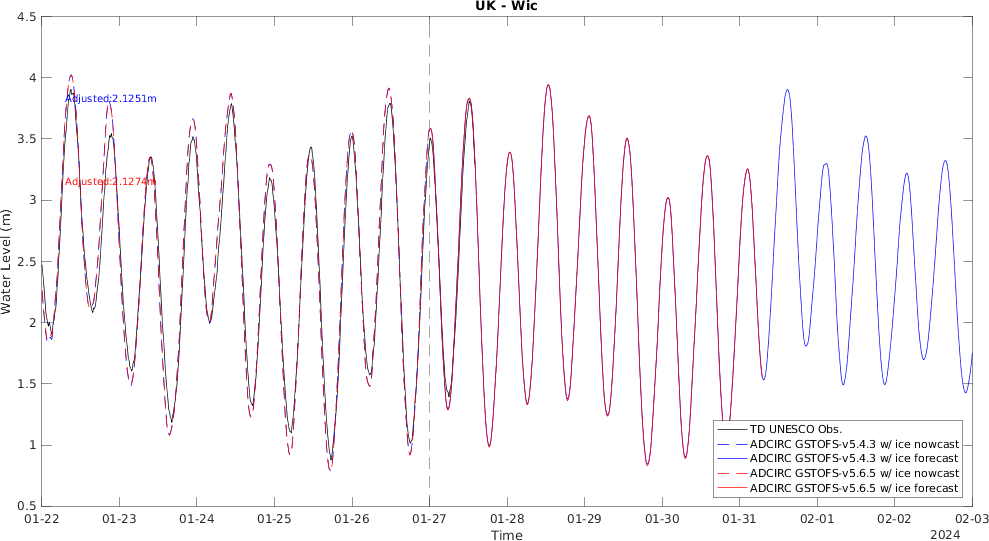 UK - Wic
4.5
4
3.5
3
2.5
2
1.5
1
0.5
Water Level (m)
Adjusted:2.1251m
Adjusted:2.1274m
TD UNESCO Obs.
ADCIRC GSTOFS-v5.4.3 w/ ice nowcast
ADCIRC GSTOFS-v5.4.3 w/ ice forecast
ADCIRC GSTOFS-v5.6.5 w/ ice nowcast
ADCIRC GSTOFS-v5.6.5 w/ ice forecast
01-22 01-23 01-24 01-25 01-26 01-27 01-28 01-29 01-30 01-31 02-01 02-02 02-03
Time
2024